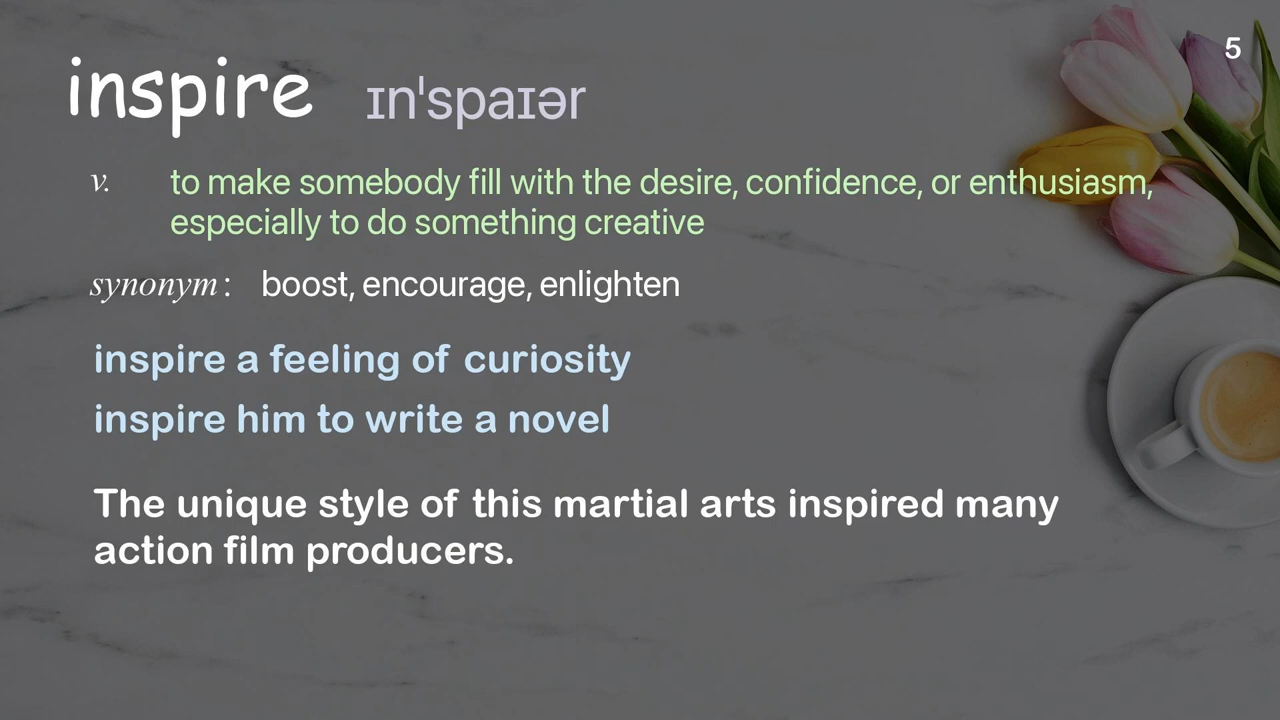 5
inspire ɪn'spaɪər
v. to make somebody fill with the desire, confidence, or enthusiasm,
especially to do something creative
synonym : boost, encourage, enlighten
inspire a feeling of curiosity
inspire him to write a novel
The unique style of this martial arts inspired many
action film producers.